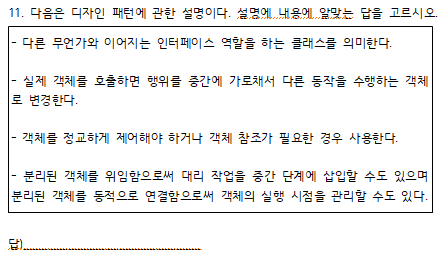 11. 다음은 디자인 패턴에 관한 설명이다. 설명에 내용에 알맞는 답을 고르시오.
- 다른 무언가와 이어지는 인터페이스 역할을 하는 클래스를 의미한다.
- 실제 객체를 호출하면 행위를 중간에 가로채서 다른 동작을 수행하는 객체
로 변경한다.
- 객체를 정교하게 제어해야 하거나 객체 참조가 필요한 경우 사용한다.
- 분리된 객체를 위임함으로써 대리 작업을 중간 단계에 삽입할 수도 있으며
분리된 객체를 동적으로 연결함으로써 객체의 실행 시점을 관리할 수도 있다.
답)